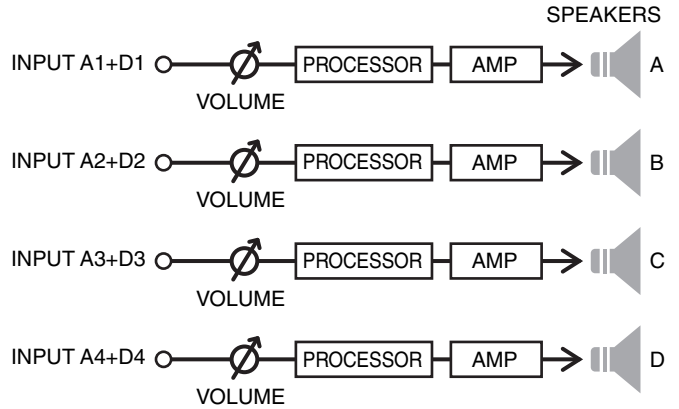 SPEAKERS
INPUT A1+D1 PROCESSOR AMP A
VOLUME
INPUT A2+D2 PROCESSOR AMP B
VOLUME
INPUT A3+D3 PROCESSOR AMP C
VOLUME
INPUT A4+D4 PROCESSOR AMP D
VOLUME